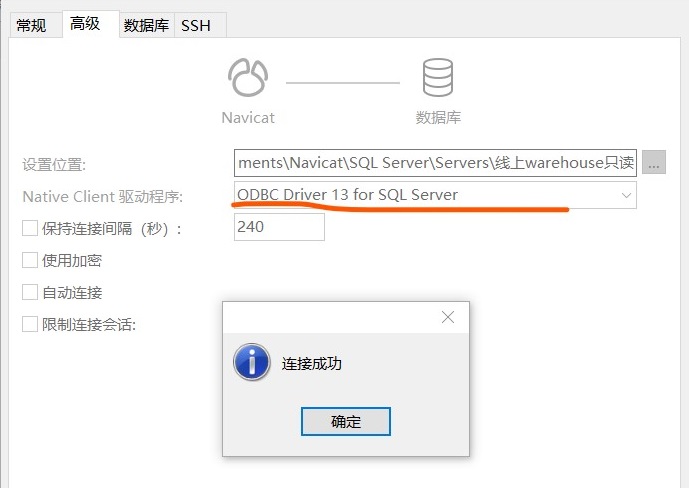 常规 高级 数据库 SSH
Navicat 数据库
设置位置: ments\Navicat\SQL Server\Servers\线上warehouse只读 ...
Native Client 驱动程序: ODBC Driver 13 for SQL Server
保持连接间隔（秒）: 240
使用加密
自动连接
限制连接会话:
连接成功
确定